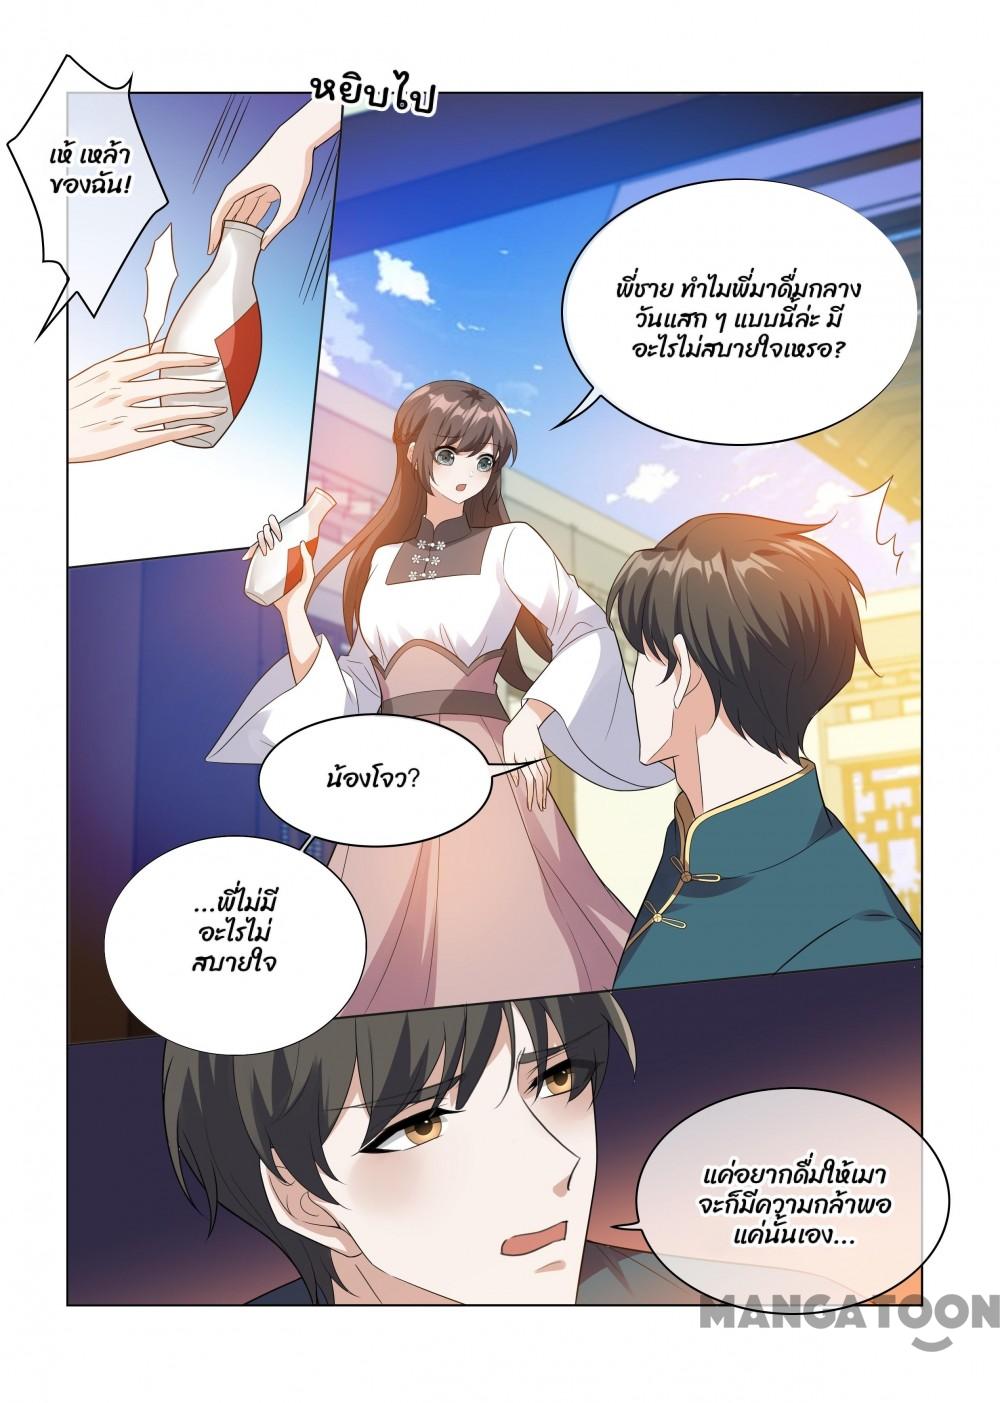 หยิบไป
เห้ เหล้า
ของฉัน!
พี่ชาย ทำไมพี่มาดื่มกลาง
วันแสก ๆ แบบนี้ล่ะ มี
อะไรไม่สบายใจเหรอ?
น้องโจว?
...พี่ไม่มี
อะไรไม่
สบายใจ
แค่อยากดื่มให้เมา
จะก็มีความกล้าพอ
แค่นั้นเอง...
MANGATOON